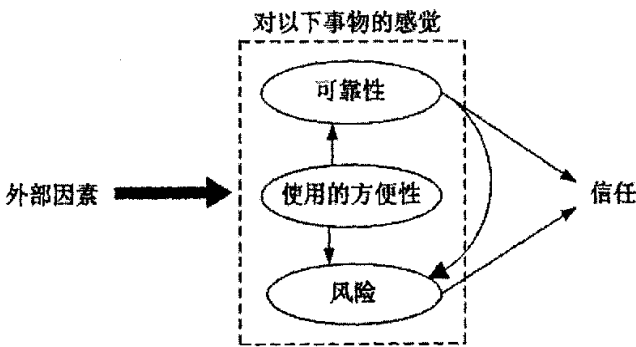 对以下事物的感觉
可靠性
外部因素
使用的方便性
信任
风险